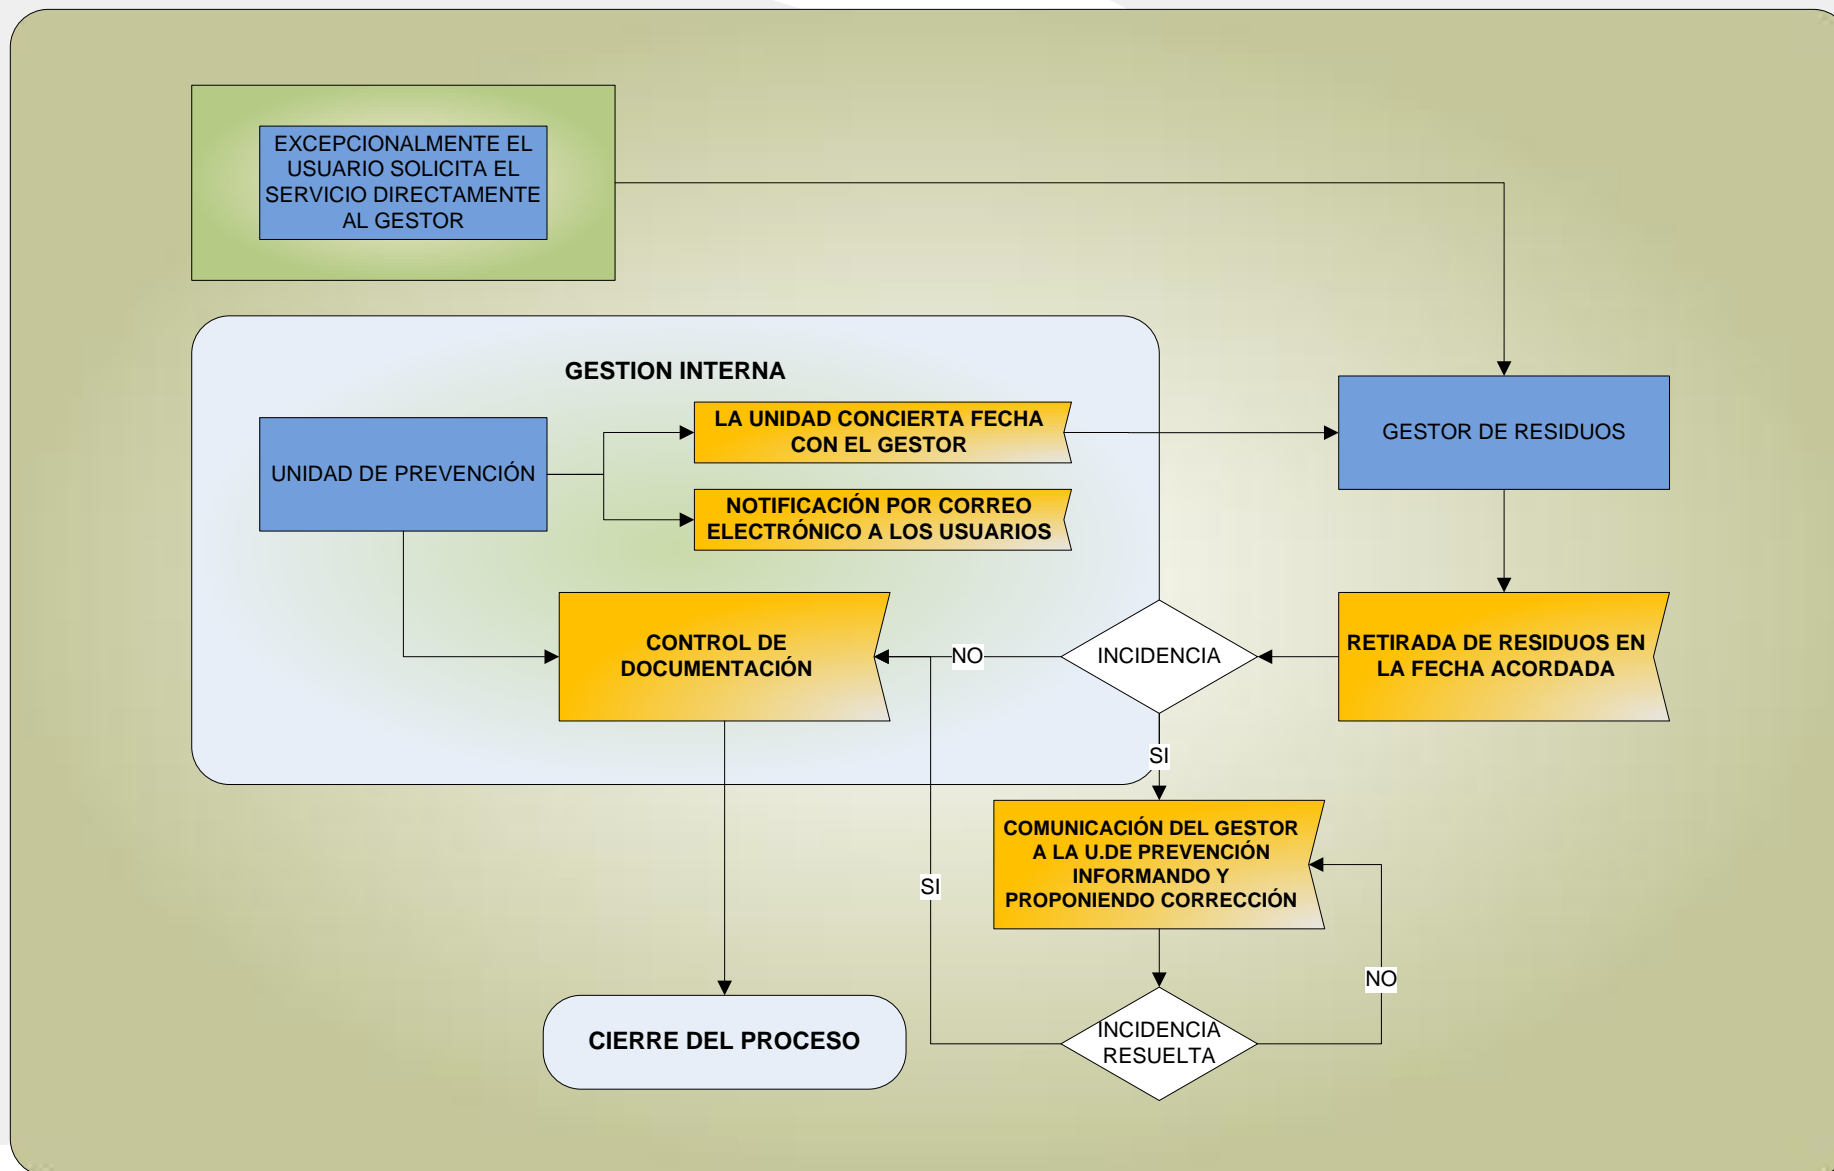 EXCEPCIONALMENTE EL
USUARIO SOLICITA EL
SERVICIO DIRECTAMENTE
AL GESTOR
GESTION INTERNA
LA UNIDAD CONCIERTA FECHA
CON EL GESTOR
GESTOR DE RESIDUOS
UNIDAD DE PREVENCIÓN
NOTIFICACIÓN POR CORREO
ELECTRÓNICO A LOS USUARIOS
CONTROL DE
DOCUMENTACIÓN
NO
INCIDENCIA
RETIRADA DE RESIDUOS EN
LA FECHA ACORDADA
SI
COMUNICACIÓN DEL GESTOR
A LA U.DE PREVENCIÓN
INFORMANDO Y
PROPONIENDO CORRECCIÓN
SI
NO
CIERRE DEL PROCESO
INCIDENCIA
RESUELTA